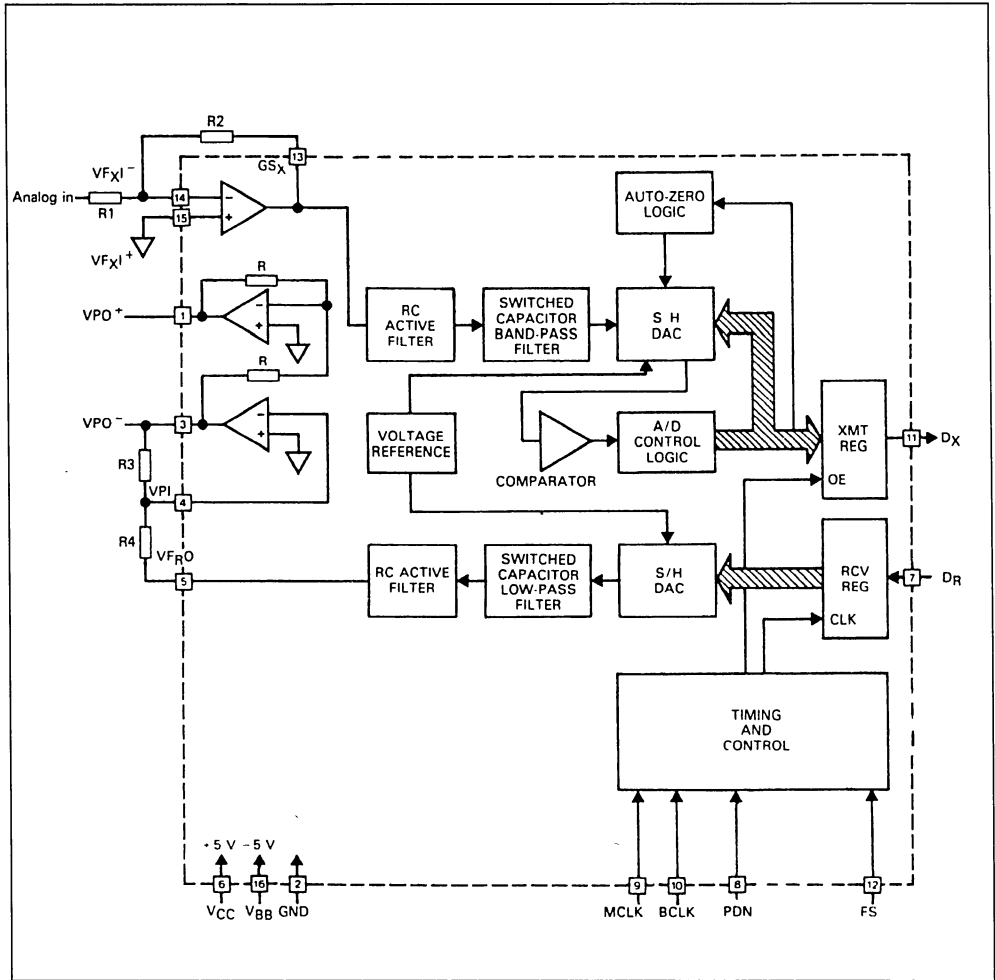 R2
13
GSX
VFXI-
Analog in
R1
14
-
15
+
VFXI+
AUTO-ZERO
LOGIC
R
VPO+
1
-
+
RC
ACTIVE
FILTER
SWITCHED
CAPACITOR
BAND-PASS
FILTER
S H
DAC
R
VPO-
3
-
+
R3
VPI
4
R4
VFRO
5
VOLTAGE
REFERENCE
COMPARATOR
A/D
CONTROL
LOGIC
XMT
REG
OE
11
DX
RC ACTIVE
FILTER
SWITCHED
CAPACITOR
LOW-PASS
FILTER
S/H
DAC
RCV
REG
CLK
7
DR
TIMING
AND
CONTROL
+5 V
-5 V
6
16
2
9
10
8
12
VCC
VBB
GND
MCLK
BCLK
PDN
FS